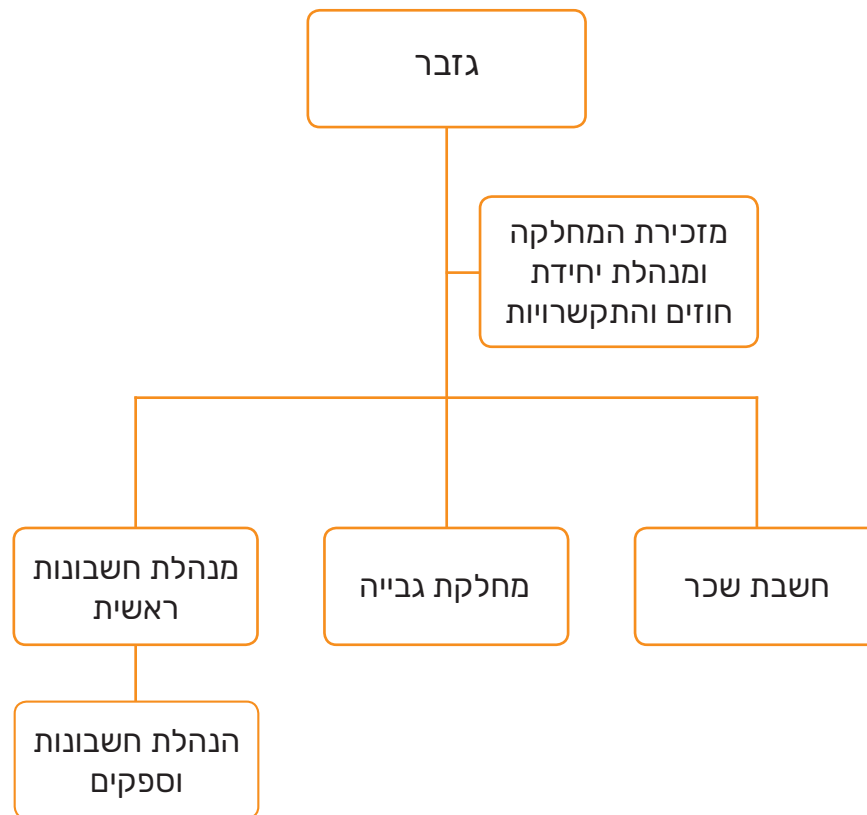 גזבר
מזכירת המחלקה
ומנהלת יחידת
חוזים והתקשרויות
חשבת שכר
מחלקת גבייה
מנהלת חשבונות
ראשית
הנהלת חשבונות
וספקים